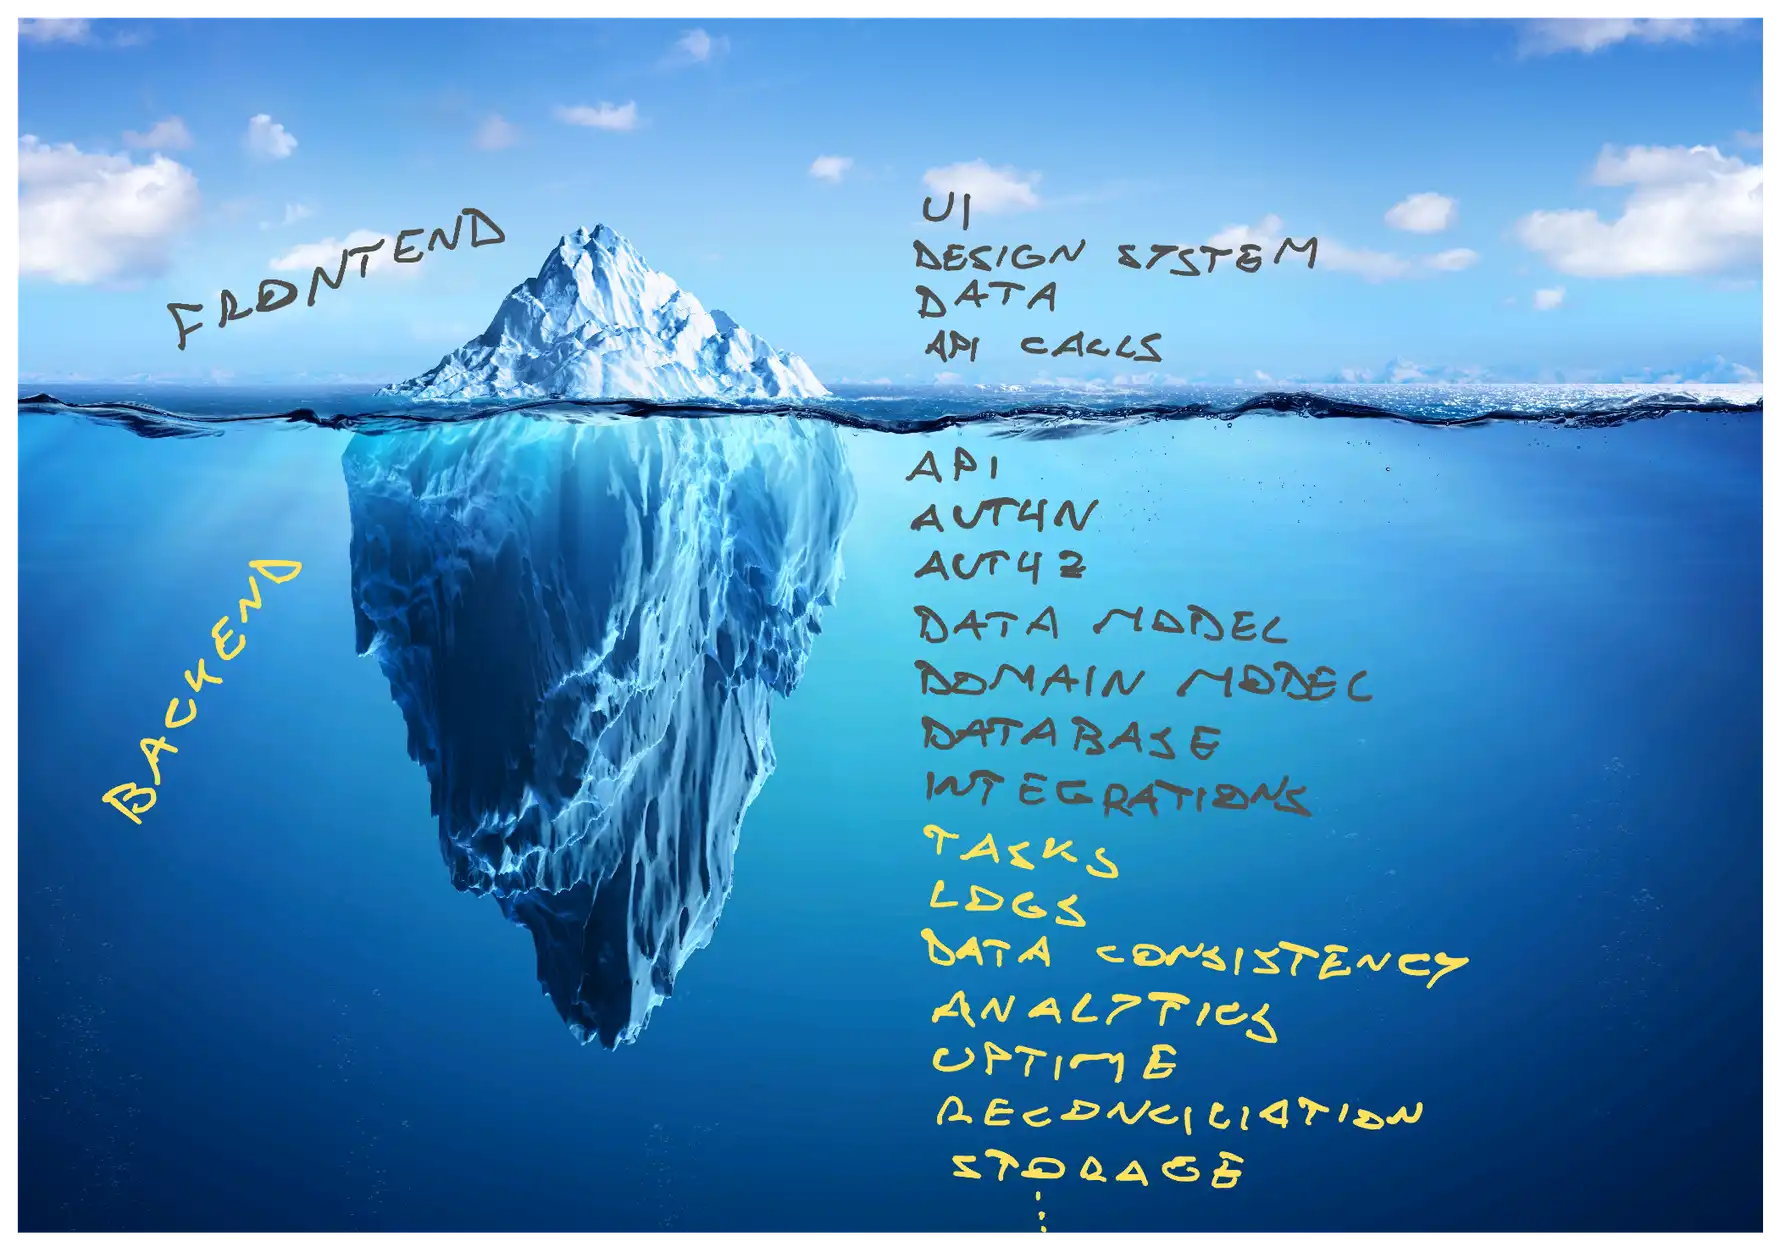 FRONTEND
UI
DESIGN SYSTEM
DATA
API CALLS
API
AUTHN
AUTHZ
DATA MODEL
DOMAIN MODEL
DATABASE
INTEGRATIONS
BACKEND
TASKS
LOGS
DATA CONSISTENCY
ANALYTICS
UPTIME
RECONCILIATION
STORAGE
⋮